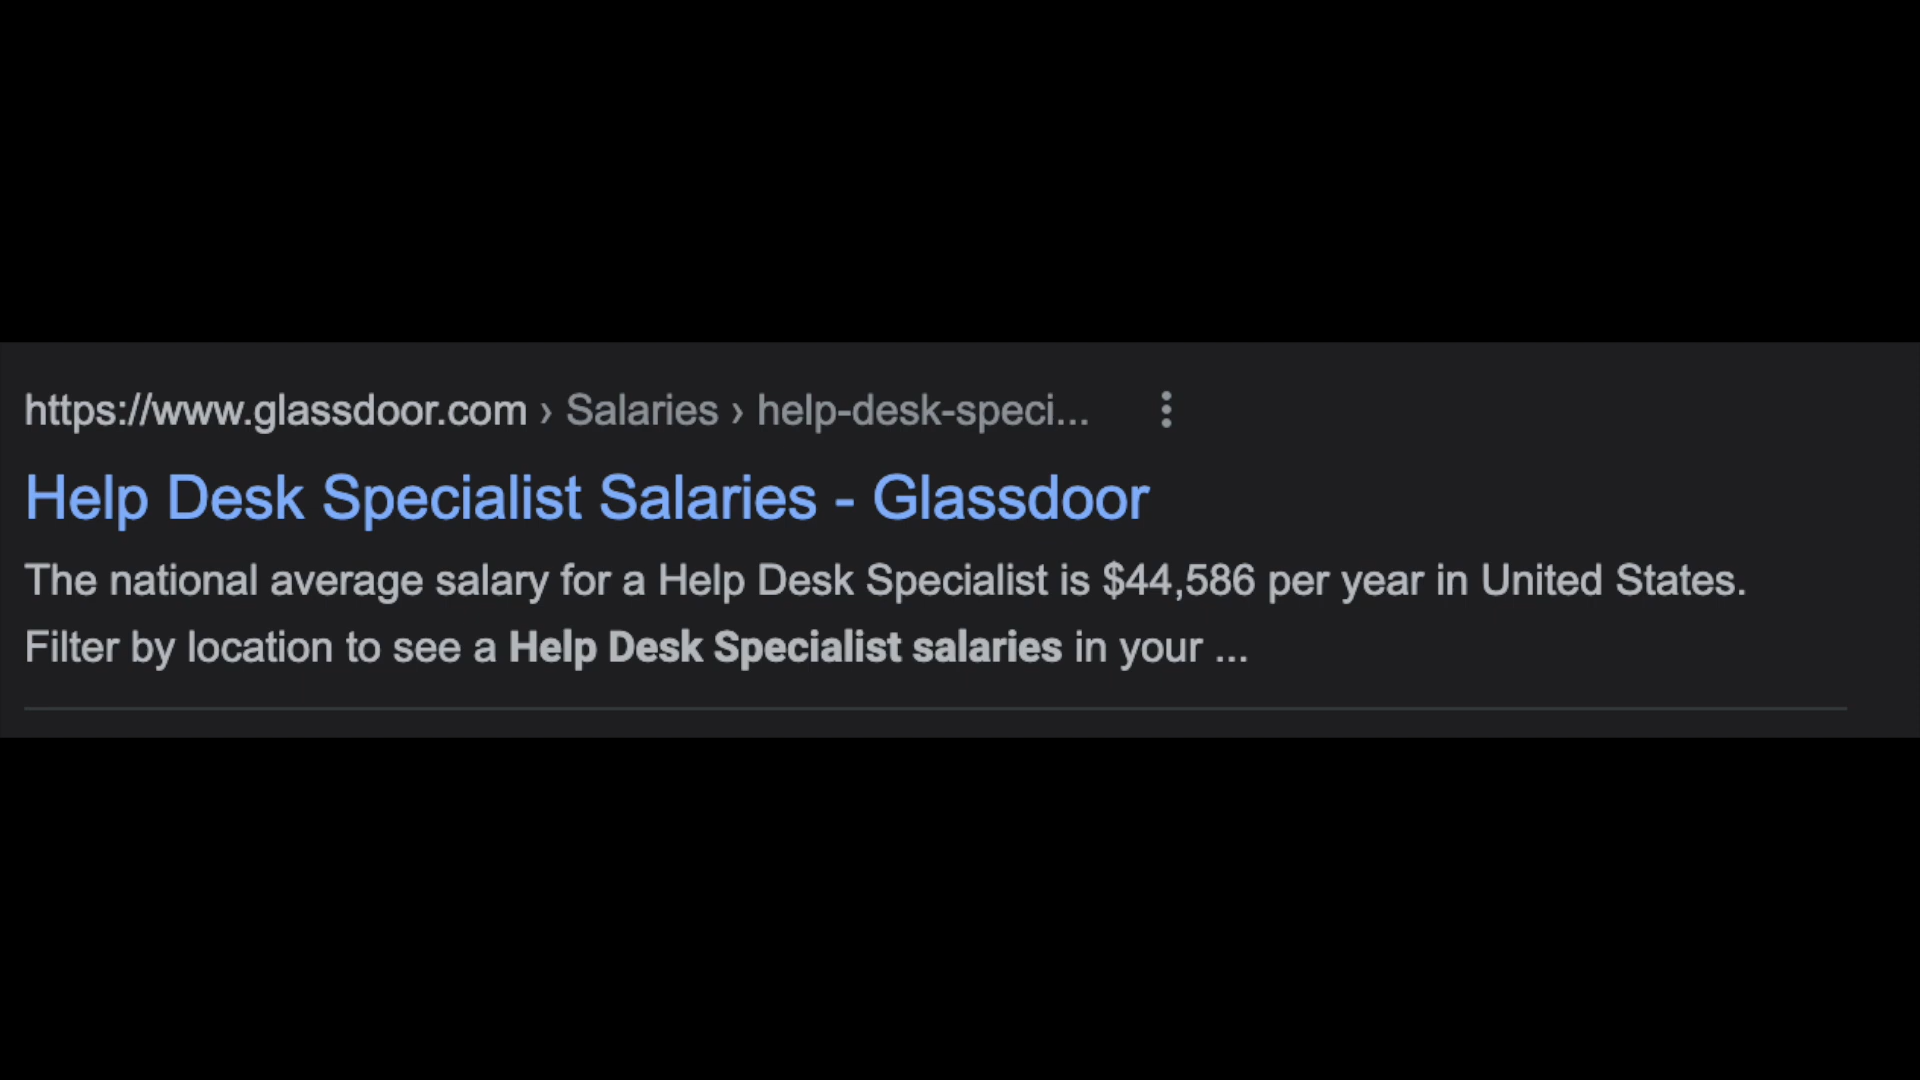 https://www.glassdoor.com › Salaries › help-desk-speci...
Help Desk Specialist Salaries - Glassdoor
The national average salary for a Help Desk Specialist is $44,586 per year in United States.
Filter by location to see a Help Desk Specialist salaries in your ...